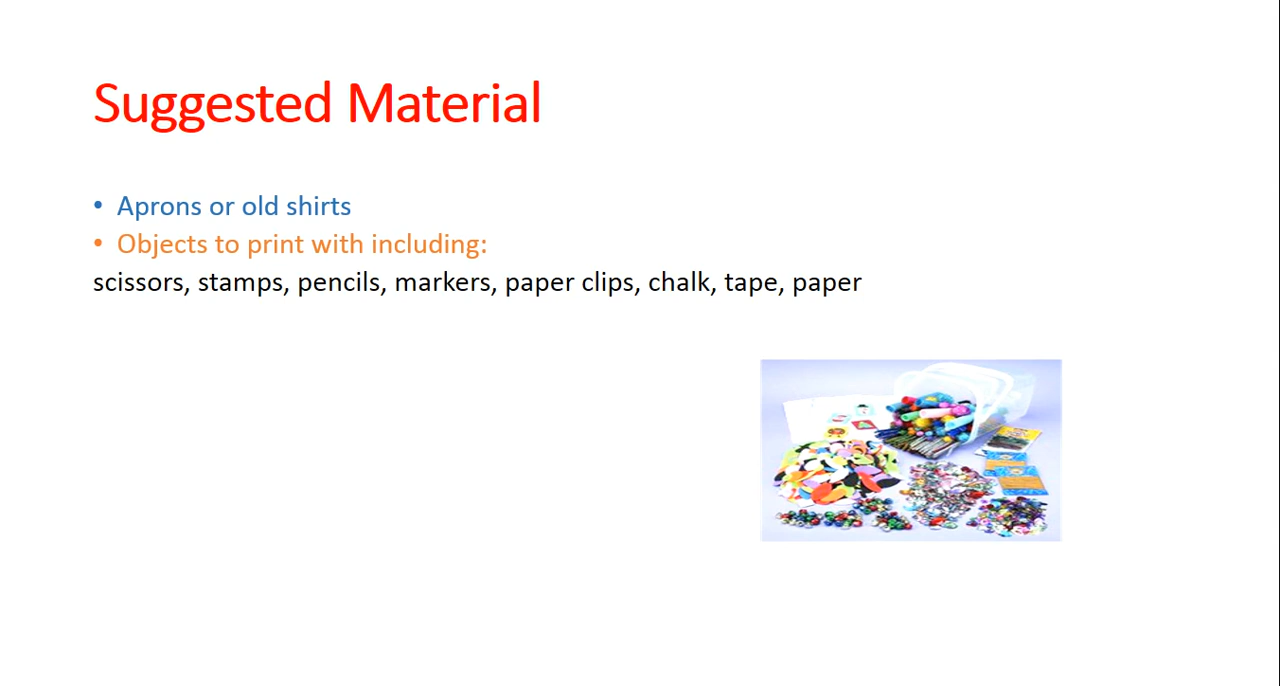 Suggested Material
• Aprons or old shirts
• Objects to print with including:
scissors, stamps, pencils, markers, paper clips, chalk, tape, paper